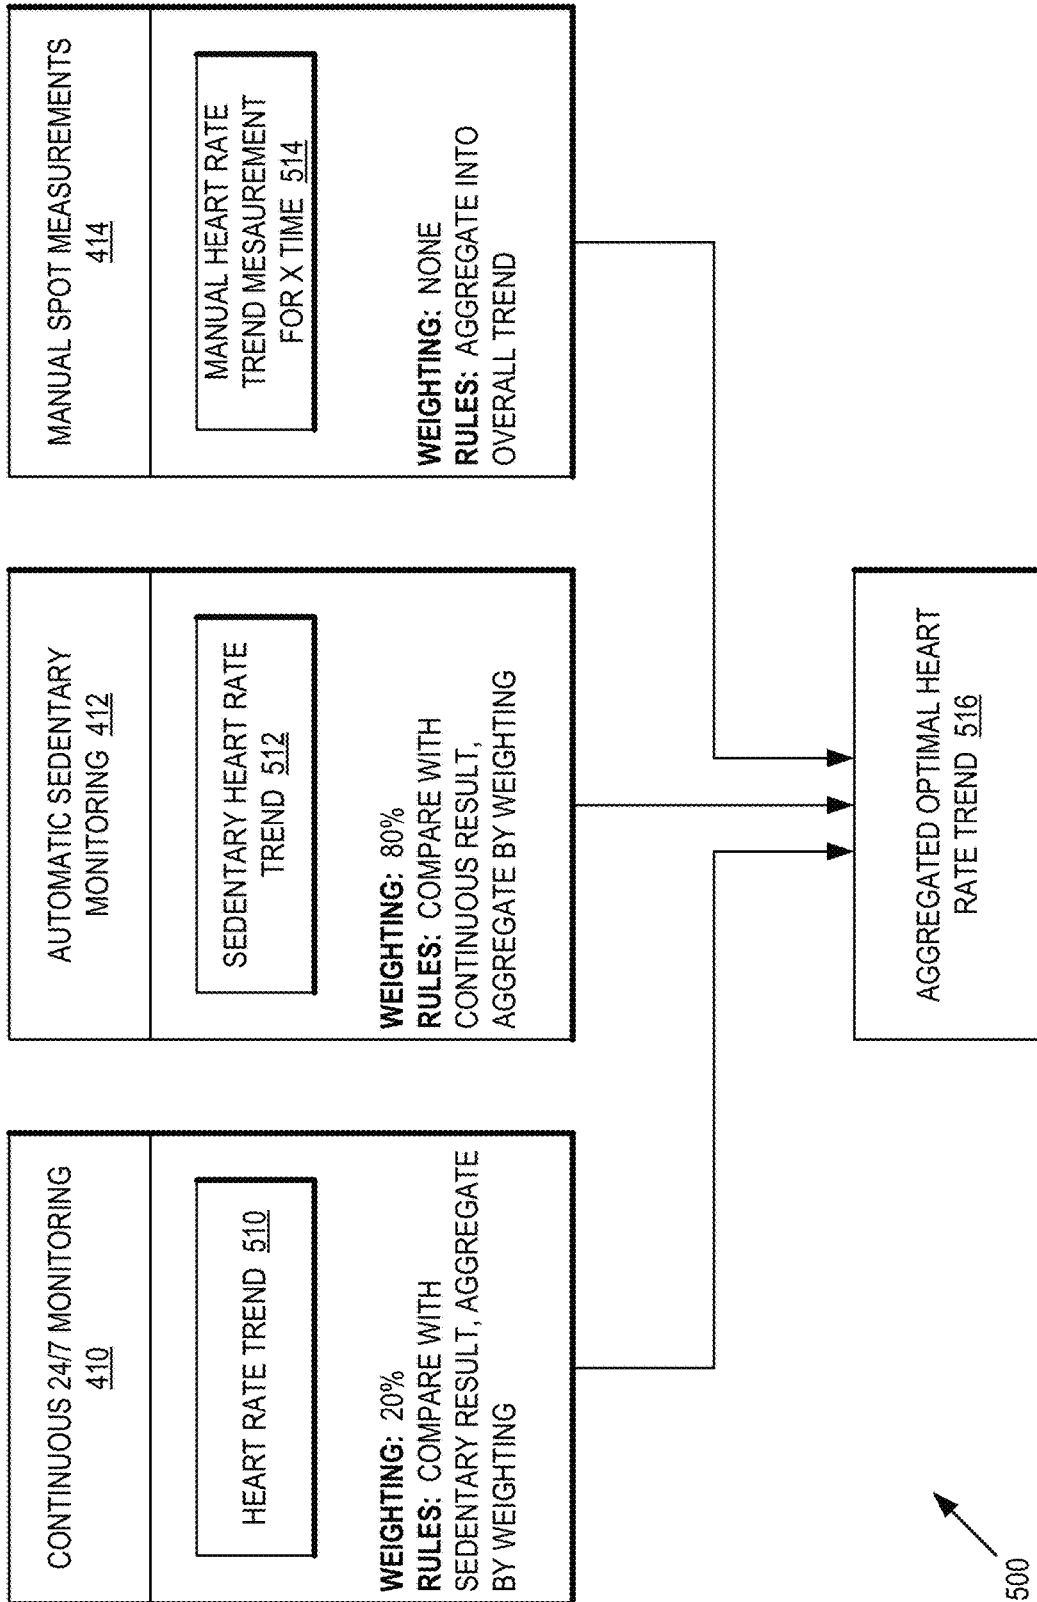 CONTINUOUS 24/7 MONITORING
410
HEART RATE TREND 510
WEIGHTING: 20%
RULES: COMPARE WITH
SEDENTARY RESULT, AGGREGATE
BY WEIGHTING
AUTOMATIC SEDENTARY
MONITORING 412
SEDENTARY HEART RATE
TREND 512
WEIGHTING: 80%
RULES: COMPARE WITH
CONTINUOUS RESULT,
AGGREGATE BY WEIGHTING
MANUAL SPOT MEASUREMENTS
414
MANUAL HEART RATE
TREND MESAUREMENT
FOR X TIME 514
WEIGHTING: NONE
RULES: AGGREGATE INTO
OVERALL TREND
AGGREGATED OPTIMAL HEART
RATE TREND 516
500